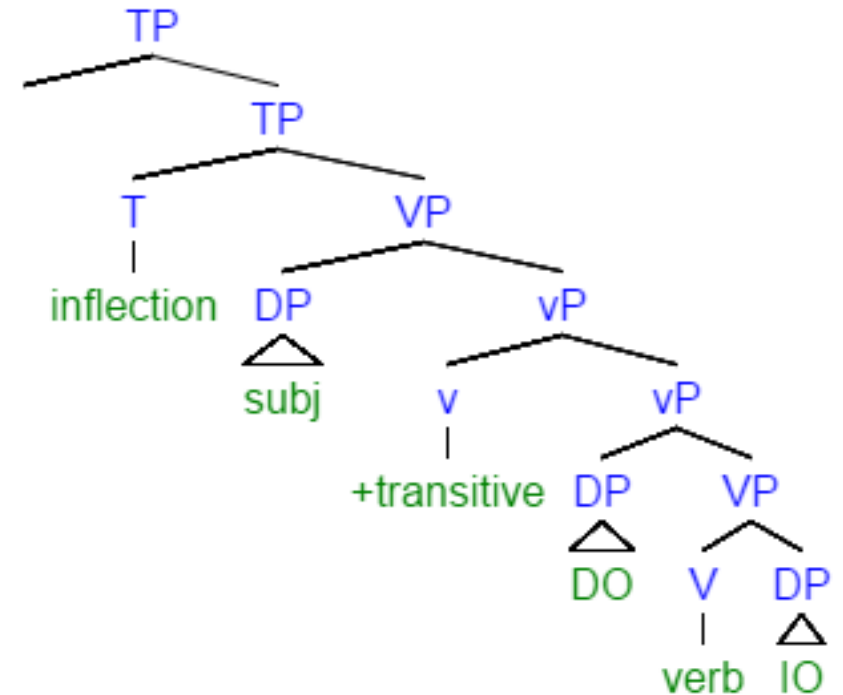 TP
TP
T VP
inflection DP vP
subj v vP
+transitive DP VP
DO V DP
verb IO